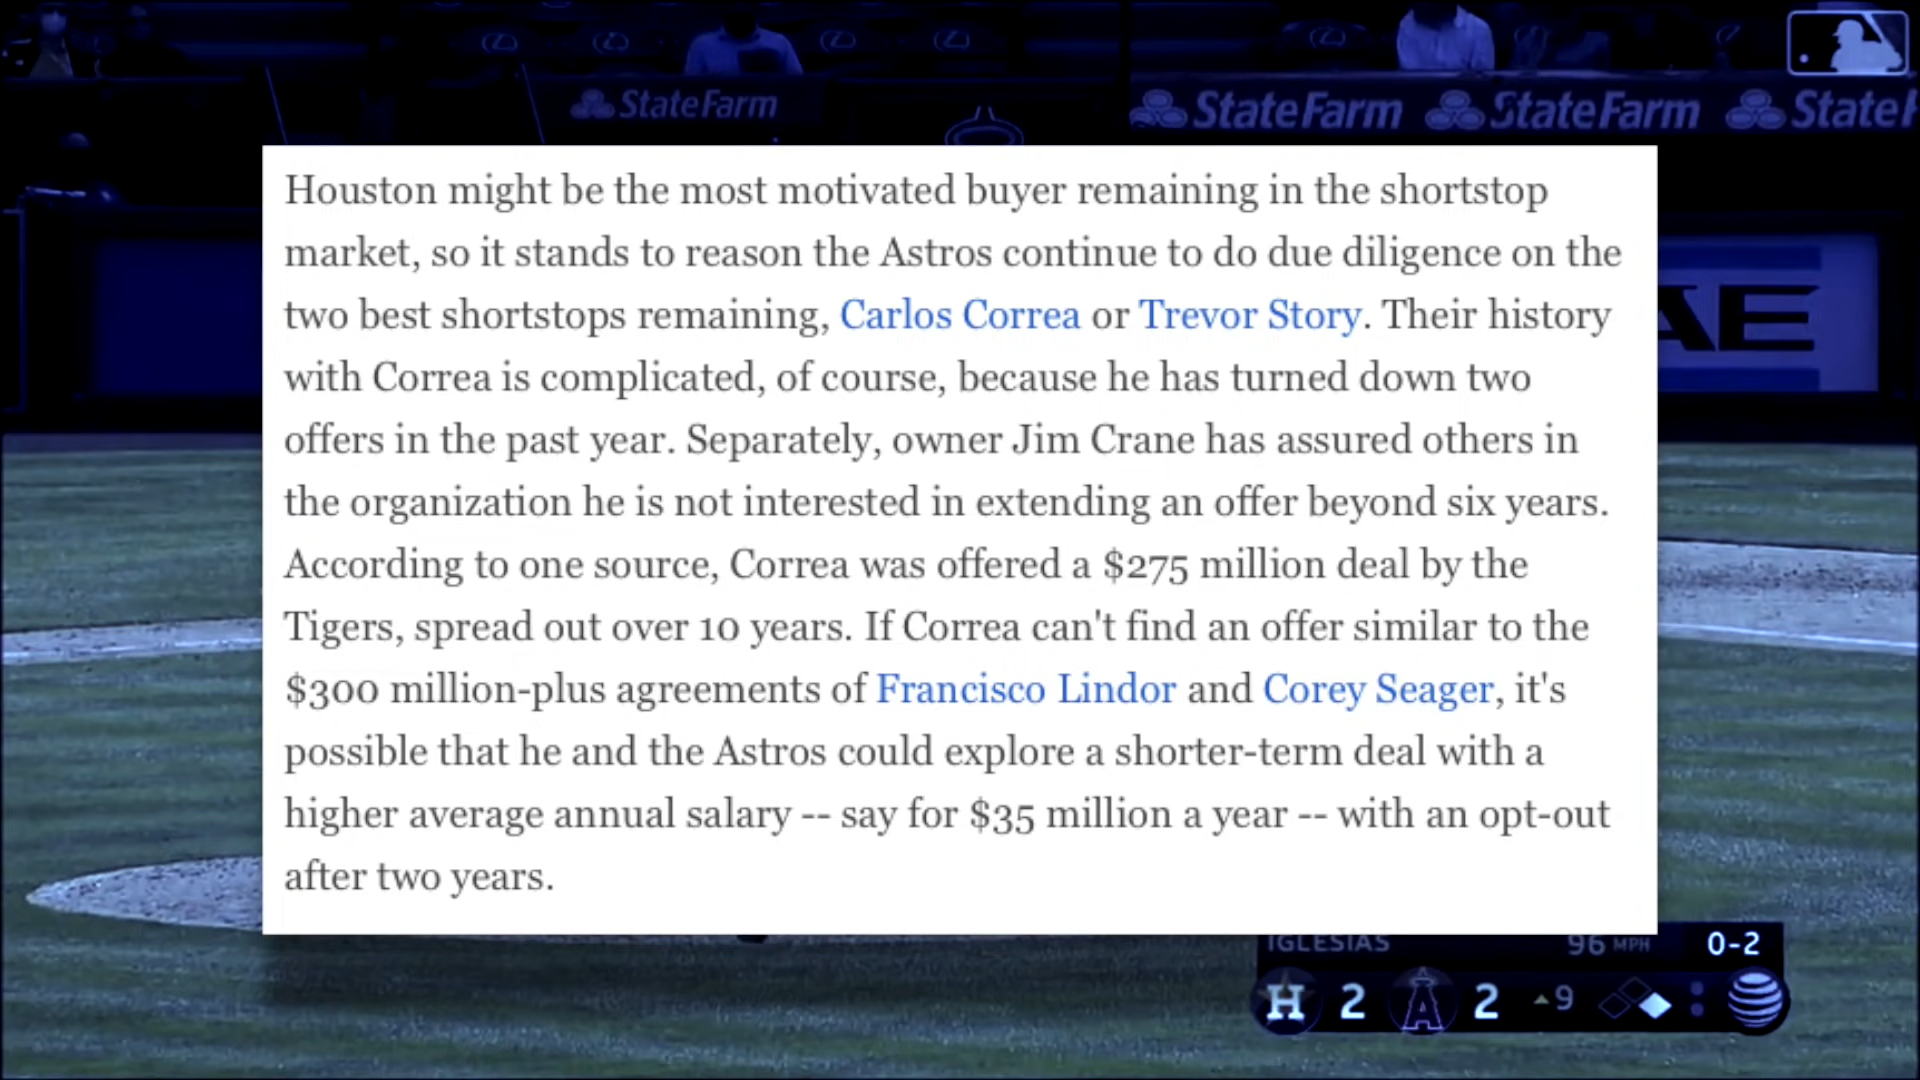 StateFarm
StateFarm StateFarm State
Houston might be the most motivated buyer remaining in the shortstop
market, so it stands to reason the Astros continue to do due diligence on the
two best shortstops remaining, Carlos Correa or Trevor Story. Their history
with Correa is complicated, of course, because he has turned down two
offers in the past year. Separately, owner Jim Crane has assured others in
the organization he is not interested in extending an offer beyond six years.
According to one source, Correa was offered a $275 million deal by the
Tigers, spread out over 10 years. If Correa can't find an offer similar to the
$300 million-plus agreements of Francisco Lindor and Corey Seager, it's
possible that he and the Astros could explore a shorter-term deal with a
higher average annual salary -- say for $35 million a year -- with an opt-out
after two years.
AE
IGLESIAS 96 MPH 0-2
H 2 A 2 9